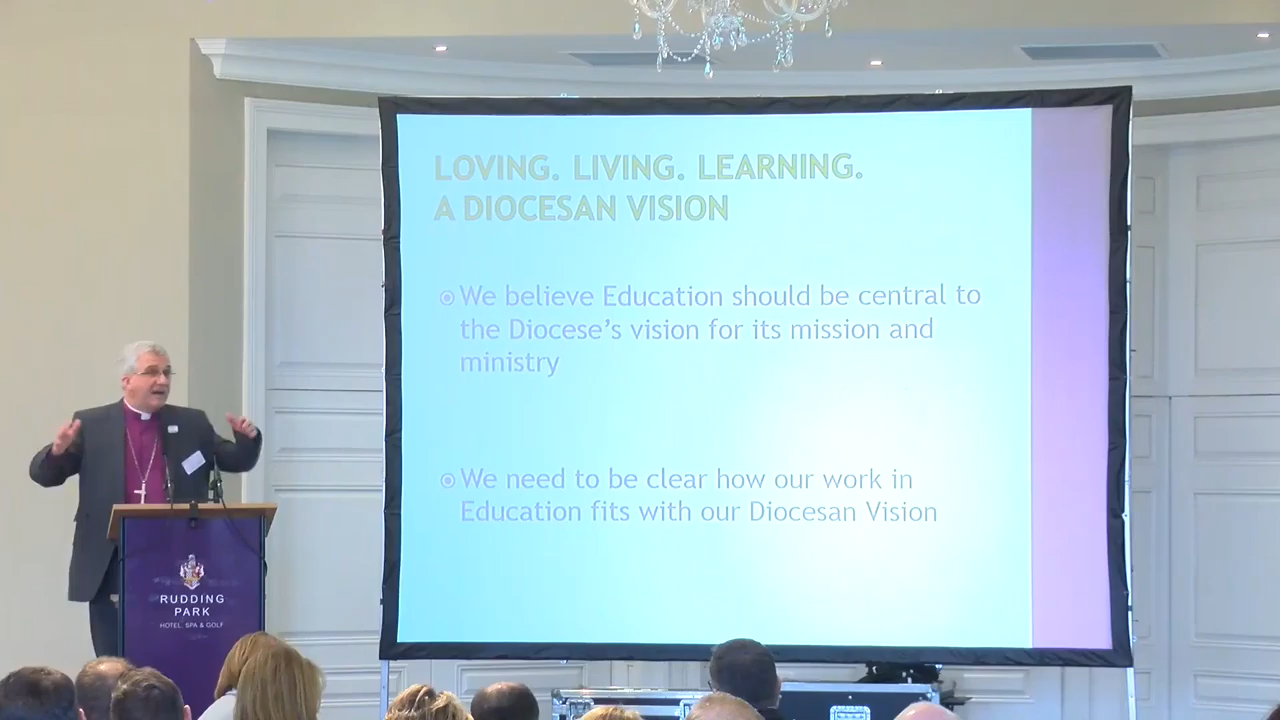 LOVING. LIVING. LEARNING.
A DIOCESAN VISION
We believe Education should be central to
the Diocese's vision for its mission and
ministry
We need to be clear how our work in
Education fits with our Diocesan Vision
RUDDING
PARK
HOTEL, SPA & GOLF